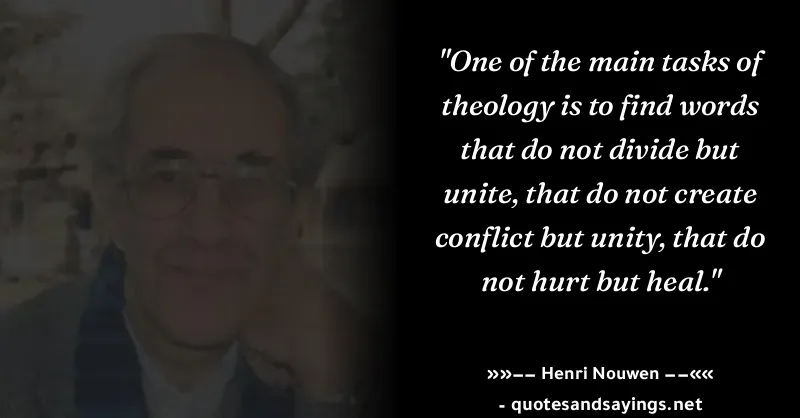 "One of the main tasks of
theology is to find words
that do not divide but
unite, that do not create
conflict but unity, that do
not hurt but heal."
»»−− Henri Nouwen −−««
- quotesandsayings.net